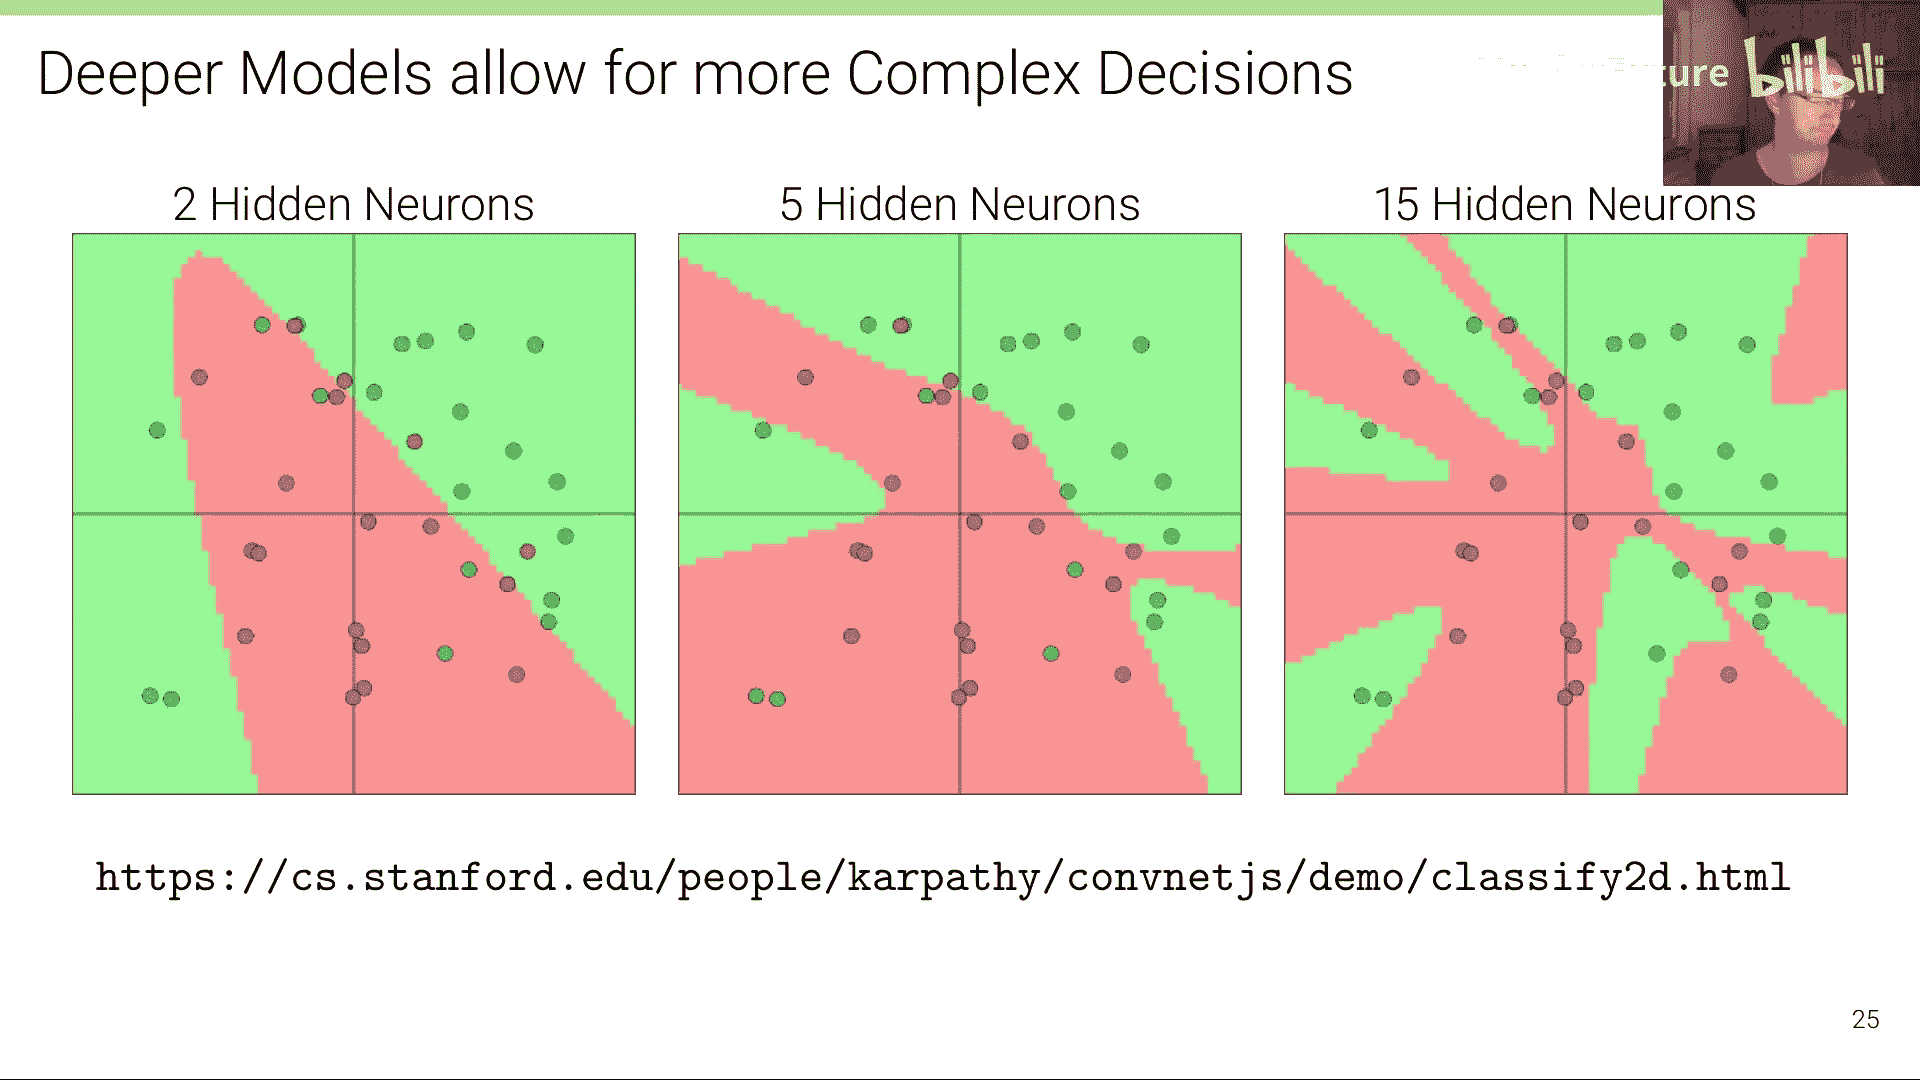 Deeper Models allow for more Complex Decisions
bilibili
2 Hidden Neurons
5 Hidden Neurons
15 Hidden Neurons
https://cs.stanford.edu/people/karpathy/convnetjs/demo/classify2d.html
25